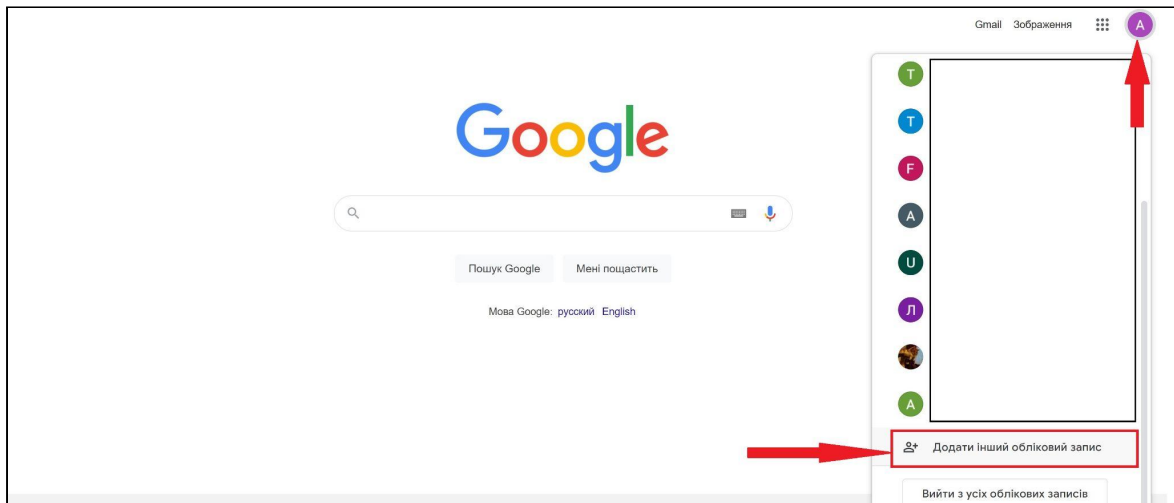 Gmail Зображення A
T
Google
T
F
A
Пошук Google Мені пощастить
U
Мова Google: русский English
Л
A
Додати інший обліковий запис
Вийти з усіх облікових записів